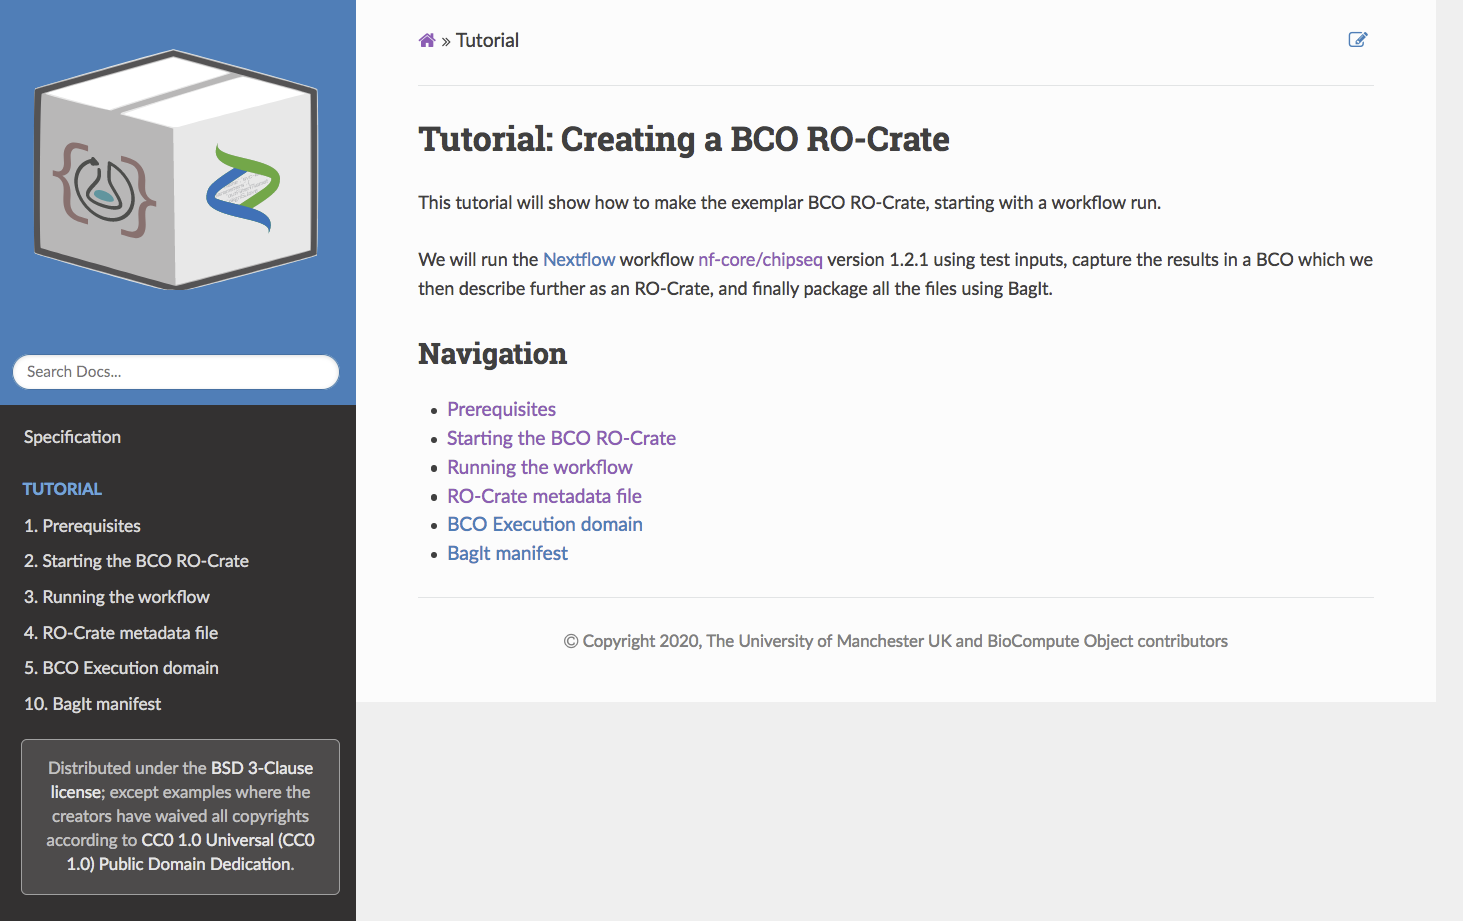 » Tutorial
Tutorial: Creating a BCO RO-Crate
This tutorial will show how to make the exemplar BCO RO-Crate, starting with a workflow run.
We will run the Nextflow workflow nf-core/chipseq version 1.2.1 using test inputs, capture the results in a BCO which we
then describe further as an RO-Crate, and finally package all the files using BagIt.
Navigation
• Prerequisites
• Starting the BCO RO-Crate
• Running the workflow
• RO-Crate metadata file
• BCO Execution domain
• BagIt manifest
© Copyright 2020, The University of Manchester UK and BioCompute Object contributors
Search Docs...
Specification
TUTORIAL
1. Prerequisites
2. Starting the BCO RO-Crate
3. Running the workflow
4. RO-Crate metadata file
5. BCO Execution domain
10. BagIt manifest
Distributed under the BSD 3-Clause
license; except examples where the
creators have waived all copyrights
according to CC0 1.0 Universal (CC0
1.0) Public Domain Dedication.